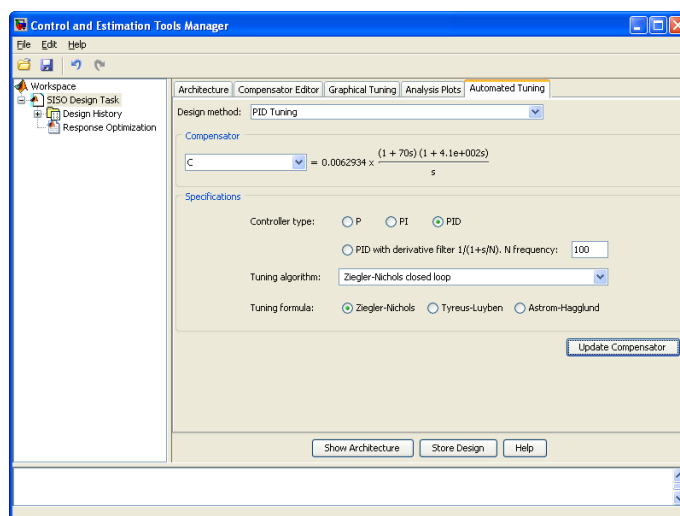 Control and Estimation Tools Manager
File Edit Help
Workspace
SISO Design Task
Design History
Response Optimization
Architecture Compensator Editor Graphical Tuning Analysis Plots Automated Tuning
Design method: PID Tuning
Compensator
C = 0.0062934 x (1 + 70s) (1 + 4.1e+002s)
s
Specifications
Controller type: P PI PID
PID with derivative filter 1/(1+s/N). N frequency: 100
Tuning algorithm: Ziegler-Nichols closed loop
Tuning formula: Ziegler-Nichols Tyreus-Luyben Astrom-Hagglund
Update Compensator
Show Architecture Store Design Help